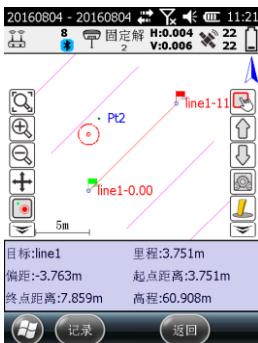 20160804 - 20160804 11:21
8 固定解 H:0.004 22
2 V:0.006 22
Pt2
line1-11
line1-0.00
5m
目标:line1 里程:3.751m
偏距:-3.763m 起点距离:3.751m
终点距离:7.859m 高程:60.908m
记录 返回